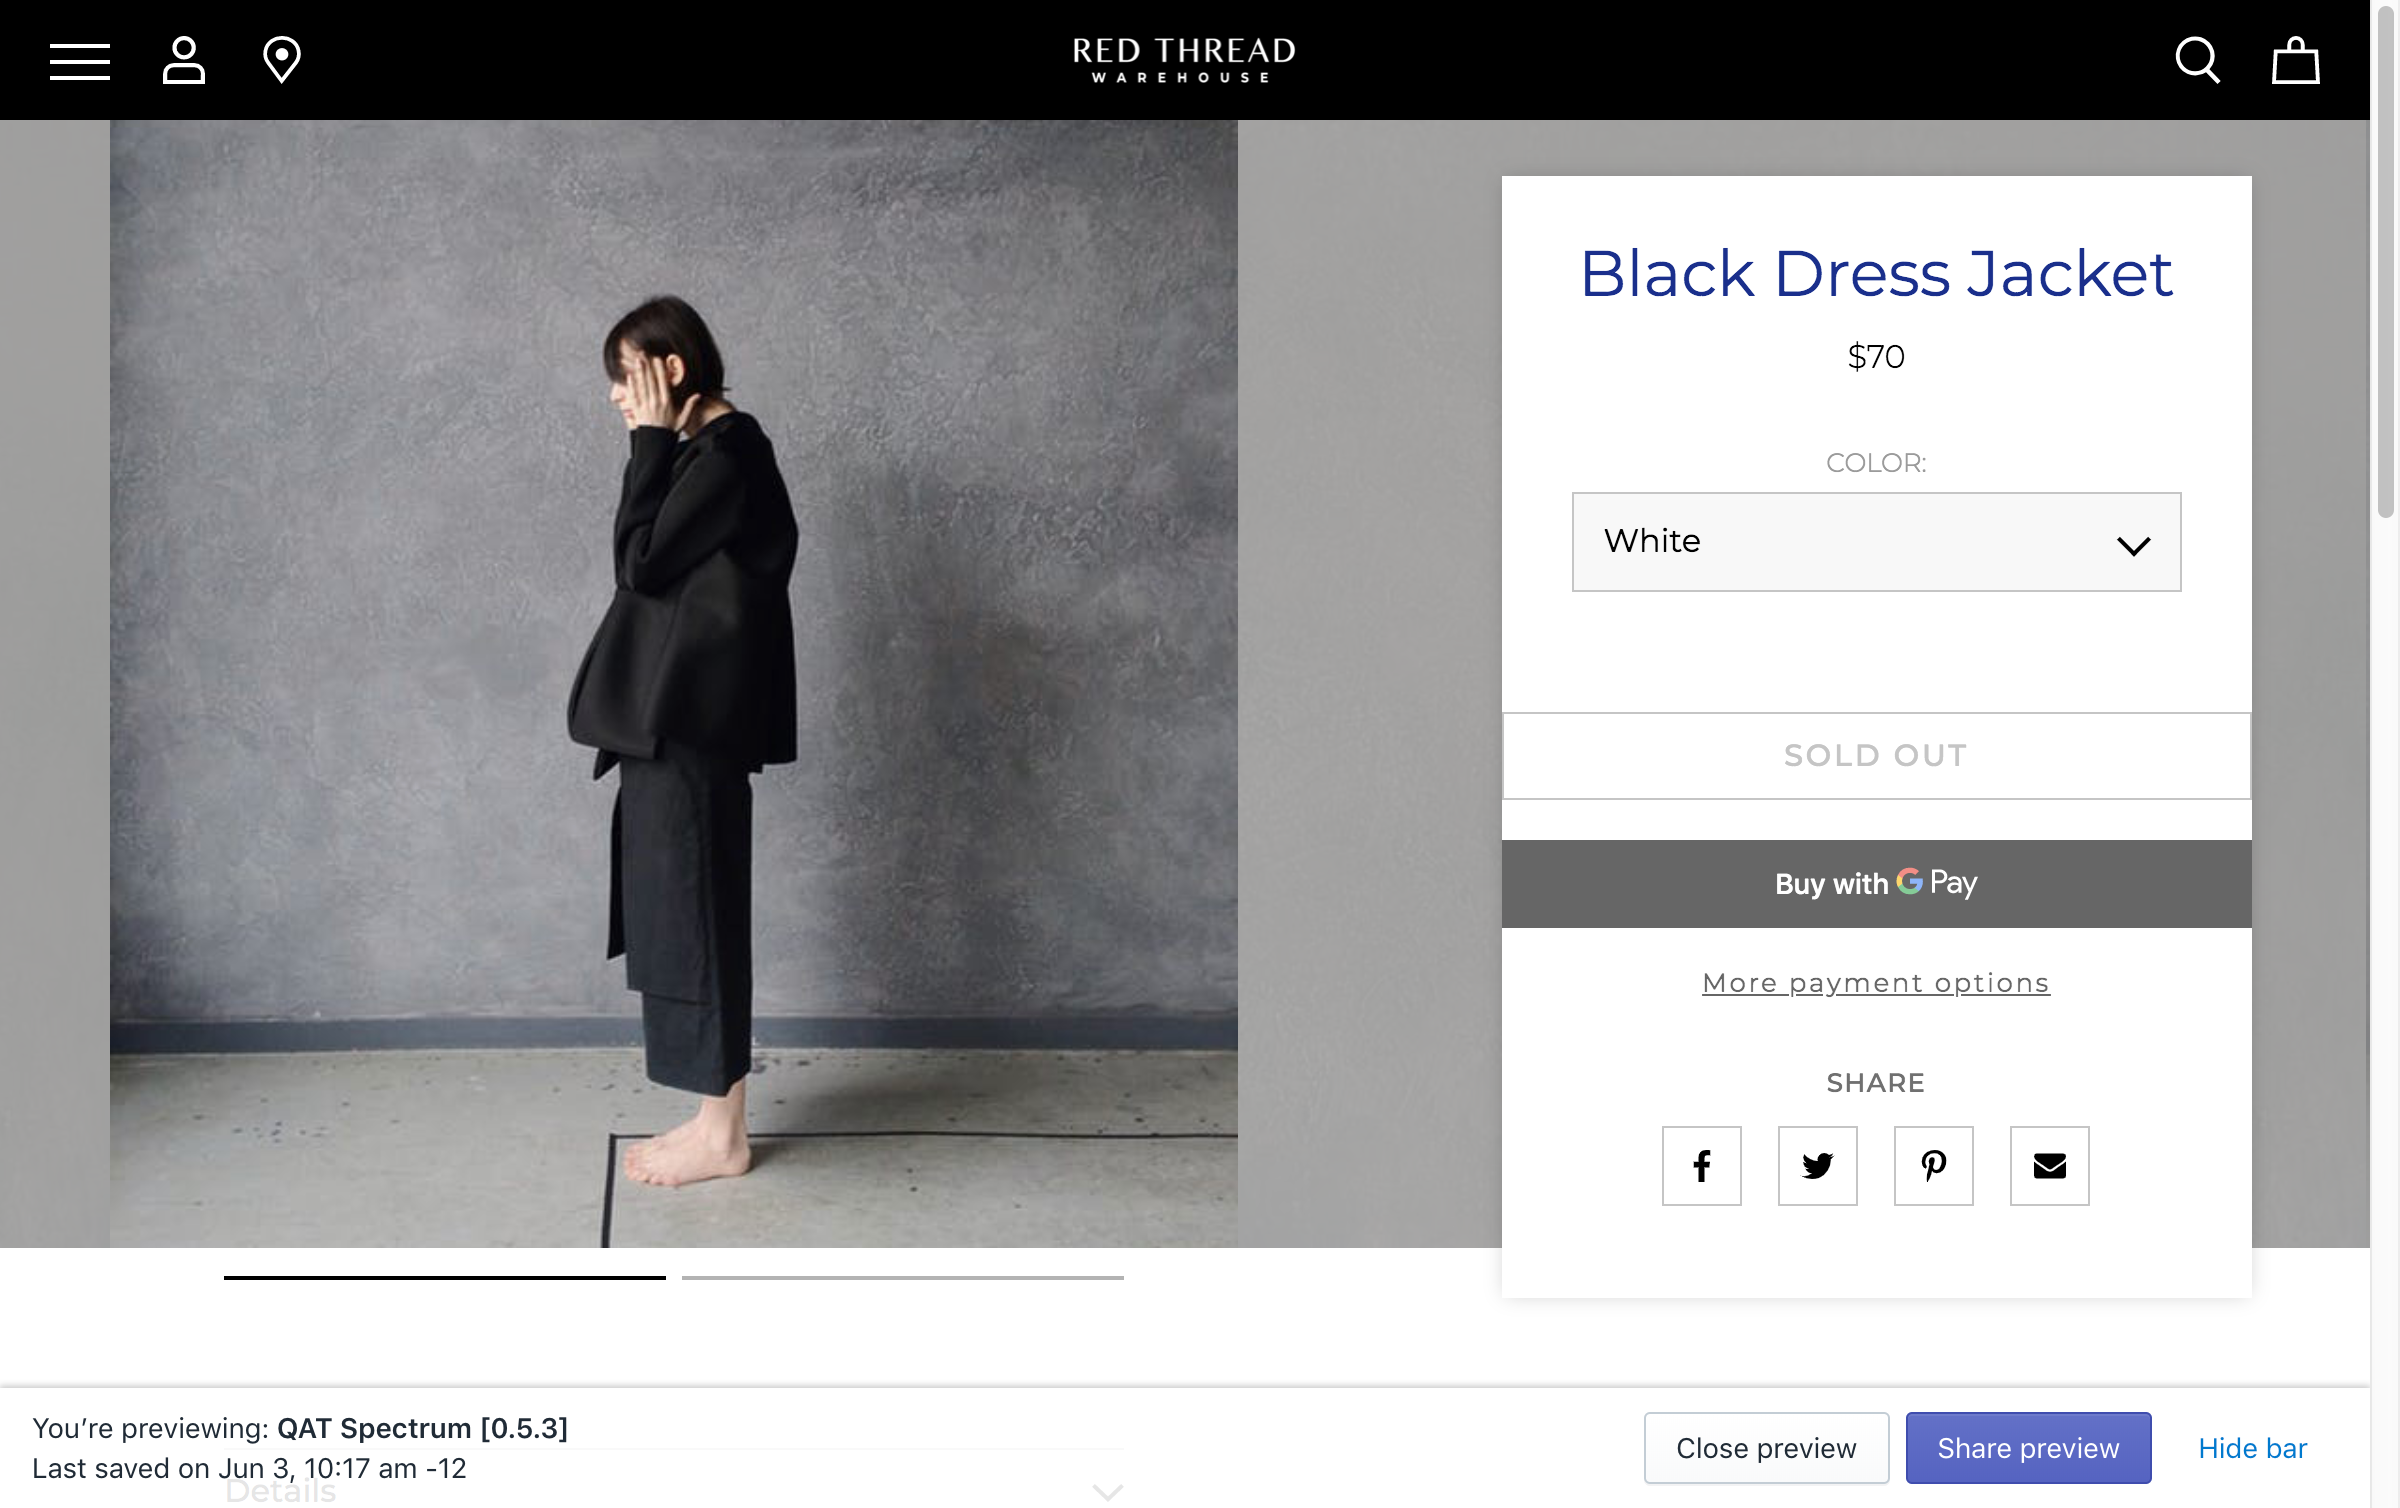 RED THREAD
WAREHOUSE
Black Dress Jacket
$70
COLOR:
White
SOLD OUT
Buy with G Pay
More payment options
SHARE
You're previewing: QAT Spectrum [0.5.3]
Last saved on Jun 3, 10:17 am -12
Details
Close preview
Share preview
Hide bar